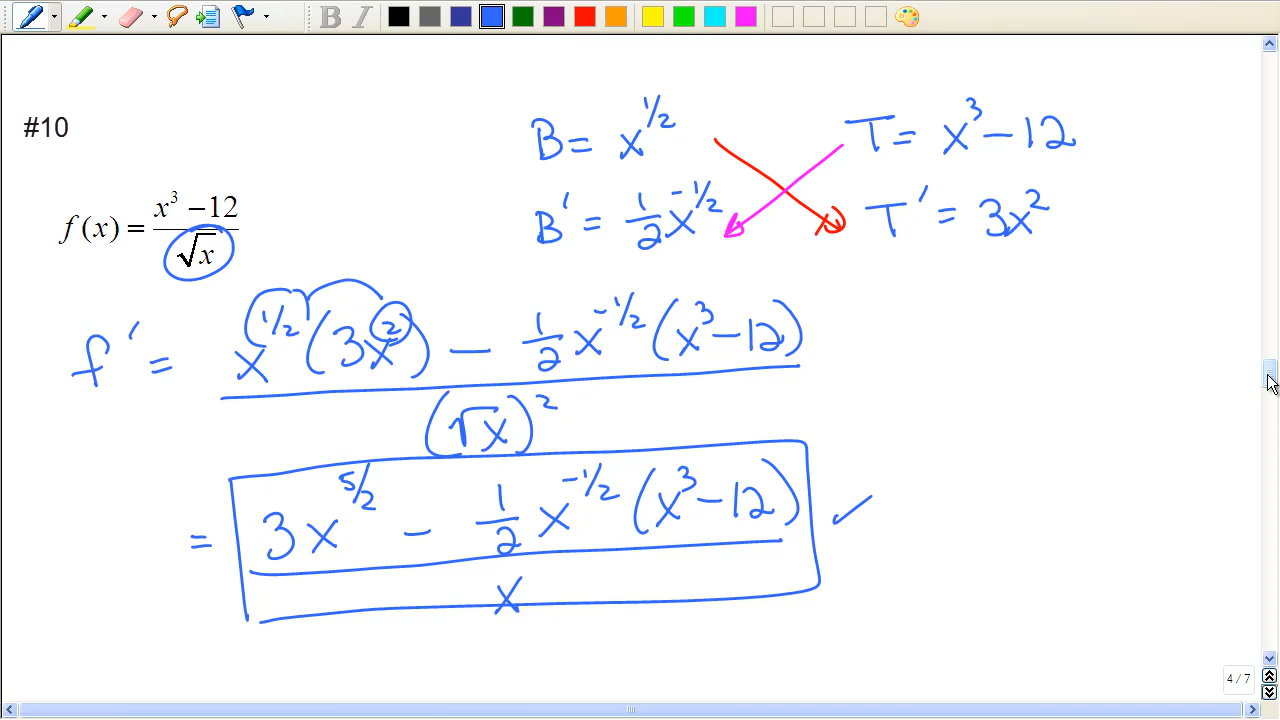 B I
#10
B = x^1/2 T = x^3 - 12
B' = 1/2 x^-1/2 T' = 3x^2
f(x) = (x^3 - 12)/√x
f' = (x^1/2 (3x^2) - 1/2 x^-1/2 (x^3 - 12))/(√x)^2
= (3x^5/2 - 1/2 x^-1/2 (x^3 - 12))/x ✓
4 / 7